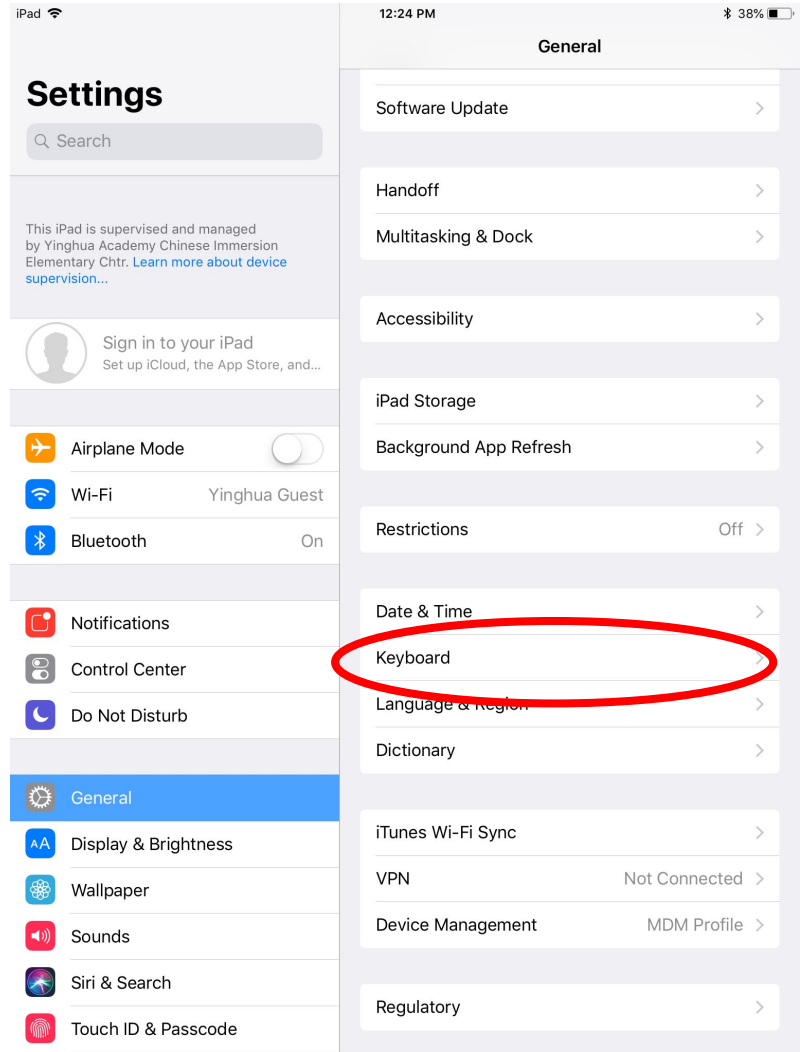 iPad
12:24 PM
38%
Settings
Search
This iPad is supervised and managed
by Yinghua Academy Chinese Immersion
Elementary Chtr. Learn more about device
supervision...
Sign in to your iPad
Set up iCloud, the App Store, and...
Airplane Mode
Wi-Fi Yinghua Guest
Bluetooth On
Notifications
Control Center
Do Not Disturb
General
AA Display & Brightness
Wallpaper
Sounds
Siri & Search
Touch ID & Passcode
General
Software Update
Handoff
Multitasking & Dock
Accessibility
iPad Storage
Background App Refresh
Restrictions Off
Date & Time
Keyboard
Language & Region
Dictionary
iTunes Wi-Fi Sync
VPN Not Connected
Device Management MDM Profile
Regulatory